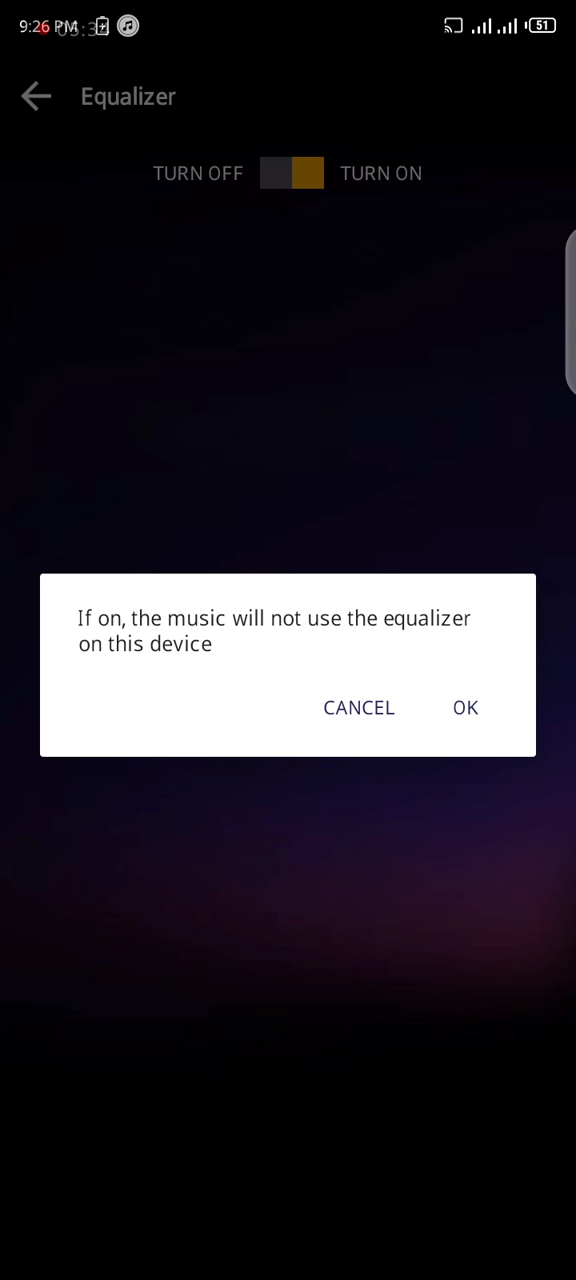 9:26 PM
51
Equalizer
TURN OFF TURN ON
If on, the music will not use the equalizer
on this device
CANCEL OK